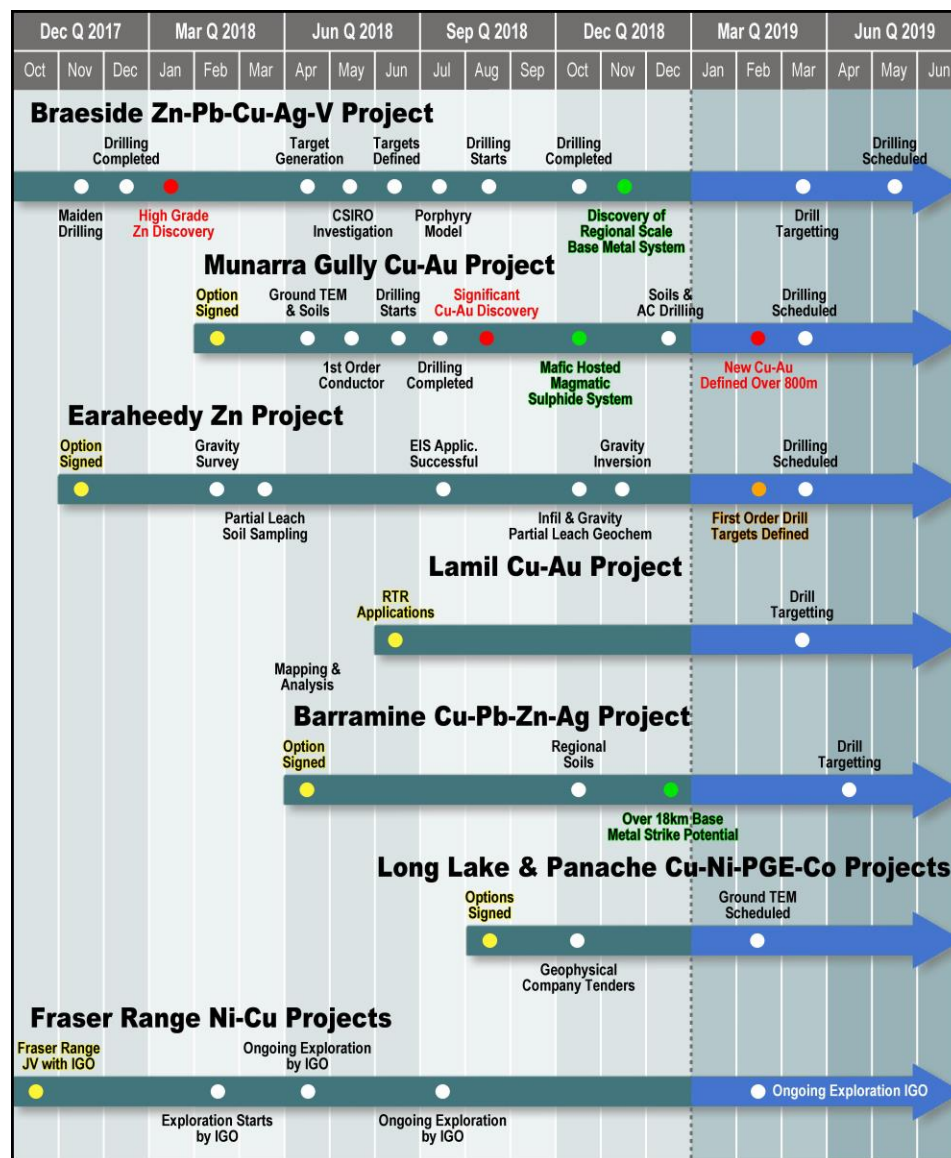 Dec Q 2017 Mar Q 2018 Jun Q 2018 Sep Q 2018 Dec Q 2018 Mar Q 2019 Jun Q 2019
Oct Nov Dec Jan Feb Mar Apr May Jun Jul Aug Sep Oct Nov Dec Jan Feb Mar Apr May Jun
Braeside Zn-Pb-Cu-Ag-V Project
Drilling
Completed
Target
Generation
Targets
Defined
Drilling
Starts
Drilling
Completed
Drilling
Scheduled
Maiden
Drilling
High Grade
Zn Discovery
CSIRO
Investigation
Porphyry
Model
Discovery of
Regional Scale
Base Metal System
Drill
Targetting
Munarra Gully Cu-Au Project
Option
Signed
Ground TEM
& Soils
Drilling
Starts
Significant
Cu-Au Discovery
Soils &
AC Drilling
Drilling
Scheduled
1st Order
Conductor
Drilling
Completed
Mafic Hosted
Magmatic
Sulphide System
New Cu-Au
Defined Over 800m
Earaheedy Zn Project
Option
Signed
Gravity
Survey
EIS Applic.
Successful
Gravity
Inversion
Drilling
Scheduled
Partial Leach
Soil Sampling
Infil & Gravity
Partial Leach Geochem
First Order Drill
Targets Defined
Lamil Cu-Au Project
RTR
Applications
Drill
Targetting
Mapping &
Analysis
Barramine Cu-Pb-Zn-Ag Project
Option
Signed
Regional
Soils
Drill
Targetting
Over 18km Base
Metal Strike Potential
Long Lake & Panache Cu-Ni-PGE-Co Projects
Options
Signed
Ground TEM
Scheduled
Geophysical
Company Tenders
Fraser Range Ni-Cu Projects
Fraser Range
JV with IGO
Ongoing Exploration
by IGO
Ongoing Exploration IGO
Exploration Starts
by IGO
Ongoing Exploration
by IGO